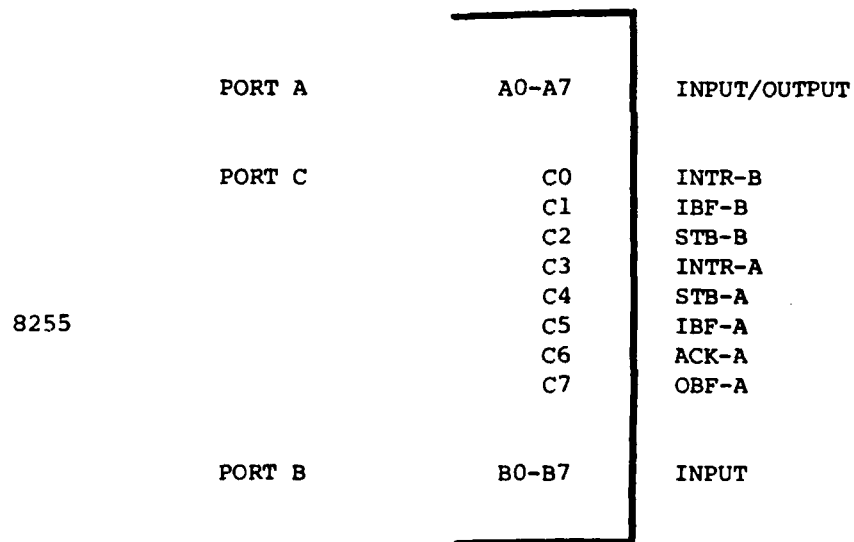 PORT A A0-A7 INPUT/OUTPUT
PORT C C0 INTR-B
C1 IBF-B
C2 STB-B
C3 INTR-A
C4 STB-A
8255 C5 IBF-A
C6 ACK-A
C7 OBF-A
PORT B B0-B7 INPUT